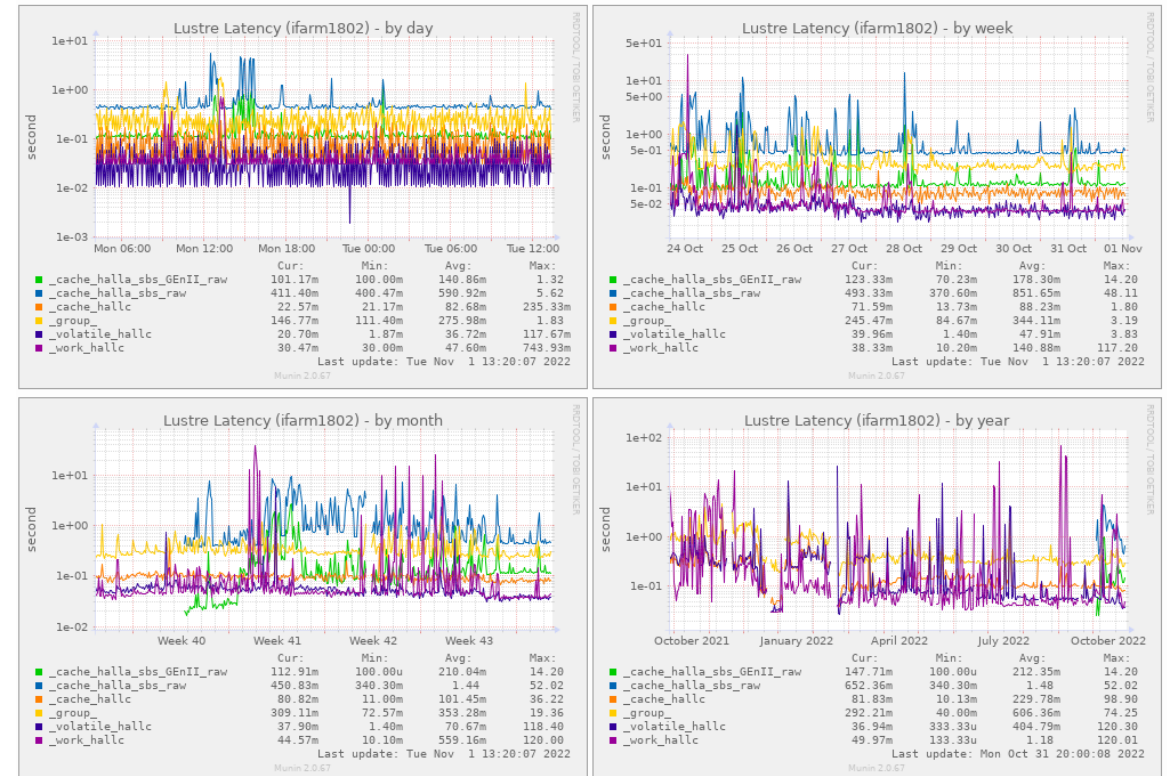 Lustre Latency (ifarm1802) - by day
RRDTOOL / TOBI OETIKER
second
1e+01
1e+00
1e-01
1e-02
1e-03
Mon 06:00 Mon 12:00 Mon 18:00 Tue 00:00 Tue 06:00 Tue 12:00
Cur: Min: Avg: Max:
_cache_halla_sbs_GEnII_raw 101.17m 100.00m 140.86m 1.32
_cache_halla_sbs_raw 411.40m 400.47m 590.92m 5.62
_cache_hallc 22.57m 21.17m 82.68m 235.33m
_group_ 146.77m 111.40m 275.98m 1.83
_volatile_hallc 20.70m 1.87m 36.72m 117.67m
_work_hallc 30.47m 30.00m 47.60m 743.93m
Last update: Tue Nov 1 13:20:07 2022
Munin 2.0.67
Lustre Latency (ifarm1802) - by week
RRDTOOL / TOBI OETIKER
second
5e+01
1e+01
5e+00
1e+00
5e-01
1e-01
5e-02
24 Oct 25 Oct 26 Oct 27 Oct 28 Oct 29 Oct 30 Oct 31 Oct 01 Nov
Cur: Min: Avg: Max:
_cache_halla_sbs_GEnII_raw 123.33m 70.23m 178.30m 14.20
_cache_halla_sbs_raw 493.33m 370.60m 851.65m 48.11
_cache_hallc 71.59m 13.73m 88.23m 1.80
_group_ 245.47m 84.67m 344.11m 3.19
_volatile_hallc 39.96m 1.40m 47.91m 3.83
_work_hallc 38.33m 10.20m 140.88m 117.20
Last update: Tue Nov 1 13:20:07 2022
Munin 2.0.67
Lustre Latency (ifarm1802) - by month
RRDTOOL / TOBI OETIKER
second
1e+01
1e+00
1e-01
1e-02
Week 40 Week 41 Week 42 Week 43
Cur: Min: Avg: Max:
_cache_halla_sbs_GEnII_raw 112.91m 100.00u 210.04m 14.20
_cache_halla_sbs_raw 450.83m 340.30m 1.44 52.02
_cache_hallc 80.82m 11.00m 101.45m 36.22
_group_ 309.11m 72.57m 353.28m 19.36
_volatile_hallc 37.90m 1.40m 70.67m 118.40
_work_hallc 44.57m 10.10m 559.16m 120.00
Last update: Tue Nov 1 13:20:07 2022
Munin 2.0.67
Lustre Latency (ifarm1802) - by year
RRDTOOL / TOBI OETIKER
second
1e+02
1e+01
1e+00
1e-01
October 2021 January 2022 April 2022 July 2022 October 2022
Cur: Min: Avg: Max:
_cache_halla_sbs_GEnII_raw 147.71m 100.00u 212.35m 14.20
_cache_halla_sbs_raw 652.36m 340.30m 1.48 52.02
_cache_hallc 81.83m 10.13m 229.78m 98.90
_group_ 292.21m 40.00m 606.36m 74.25
_volatile_hallc 36.94m 333.33u 404.79m 120.30
_work_hallc 49.97m 133.33u 1.18 120.01
Last update: Mon Oct 31 20:00:08 2022
Munin 2.0.67